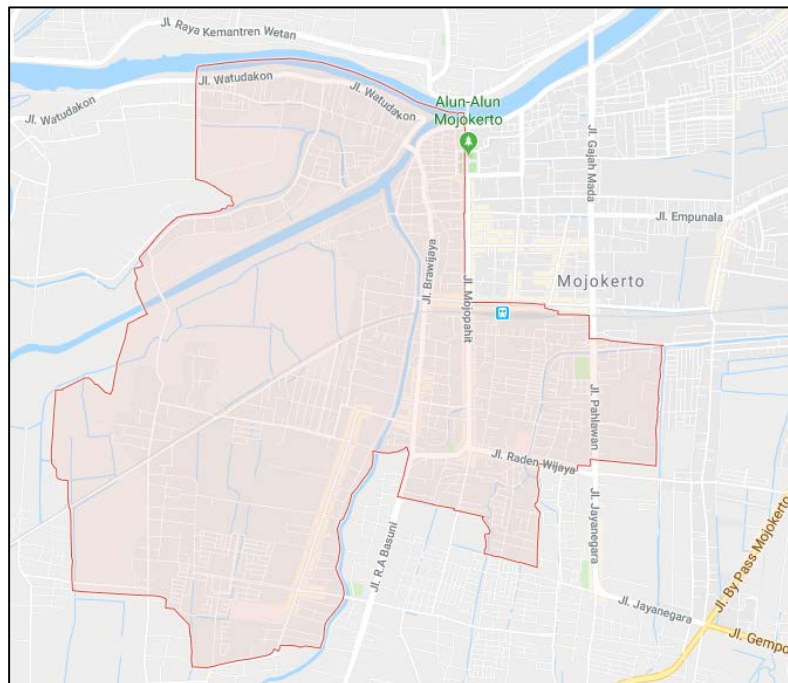 Jl. Raya Kemantren Wetan
Jl. Watudakon
Jl. Watudakon
Jl. Watudakon
Alun-Alun
Mojokerto
Jl. Gajah Mada
Jl. Empunala
Jl. Brawijaya
Jl. Mojopahit
Mojokerto
Jl. Pahlawan
Jl. Raden Wijaya
Jl. Jayanegara
Jl. R.A Basuni
Jl. By Pass Mojokerto
Jl. Jayanegara
Jl. Gempo